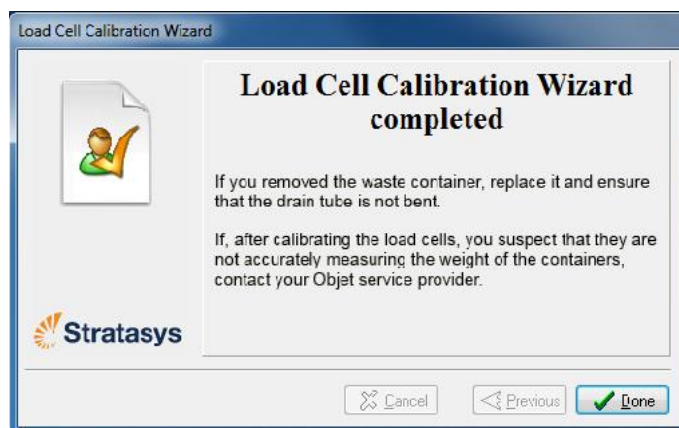 Load Cell Calibration Wizard
Load Cell Calibration Wizard
completed
If you removed the waste container, replace it and ensure
that the drain tube is not bent.
If, after calibrating the load cells, you suspect that they are
not accurately measuring the weight of the containers,
contact your Objet service provider.
Stratasys
Cancel
Previous
Done